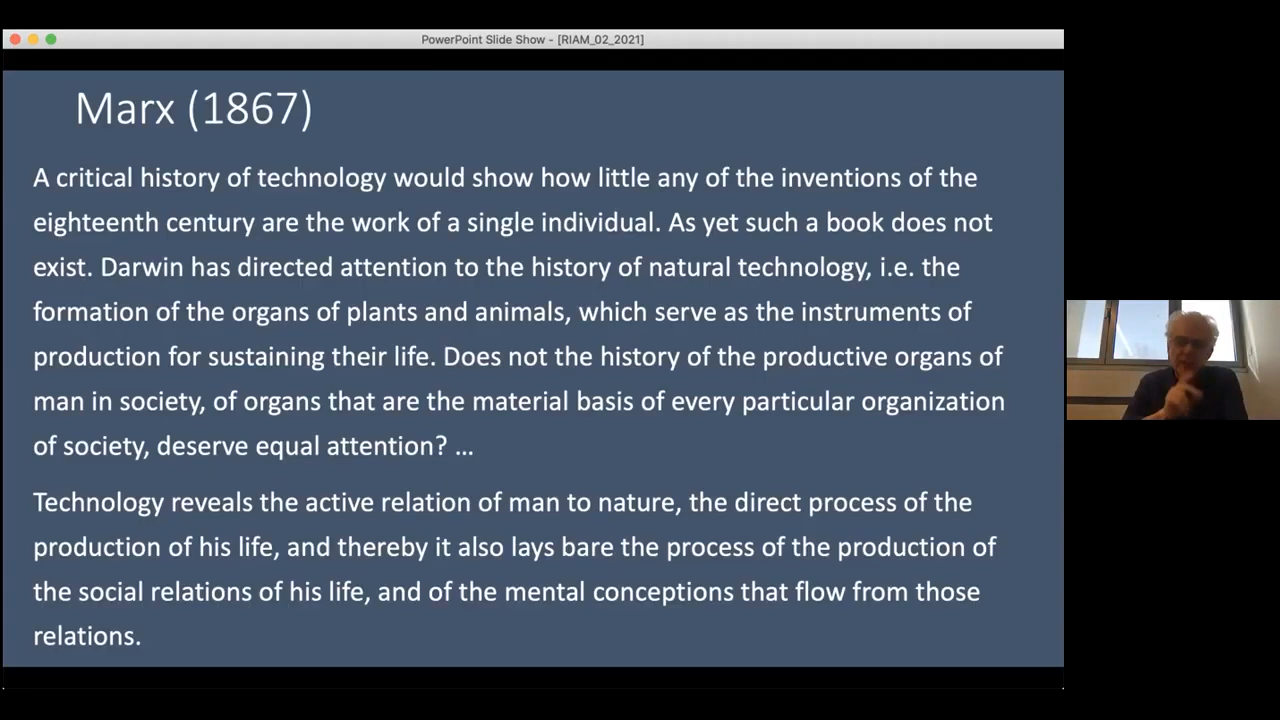 PowerPoint Slide Show - [RIAM_02_2021]
Marx (1867)
A critical history of technology would show how little any of the inventions of the
eighteenth century are the work of a single individual. As yet such a book does not
exist. Darwin has directed attention to the history of natural technology, i.e. the
formation of the organs of plants and animals, which serve as the instruments of
production for sustaining their life. Does not the history of the productive organs of
man in society, of organs that are the material basis of every particular organization
of society, deserve equal attention? ...
Technology reveals the active relation of man to nature, the direct process of the
production of his life, and thereby it also lays bare the process of the production of
the social relations of his life, and of the mental conceptions that flow from those
relations.